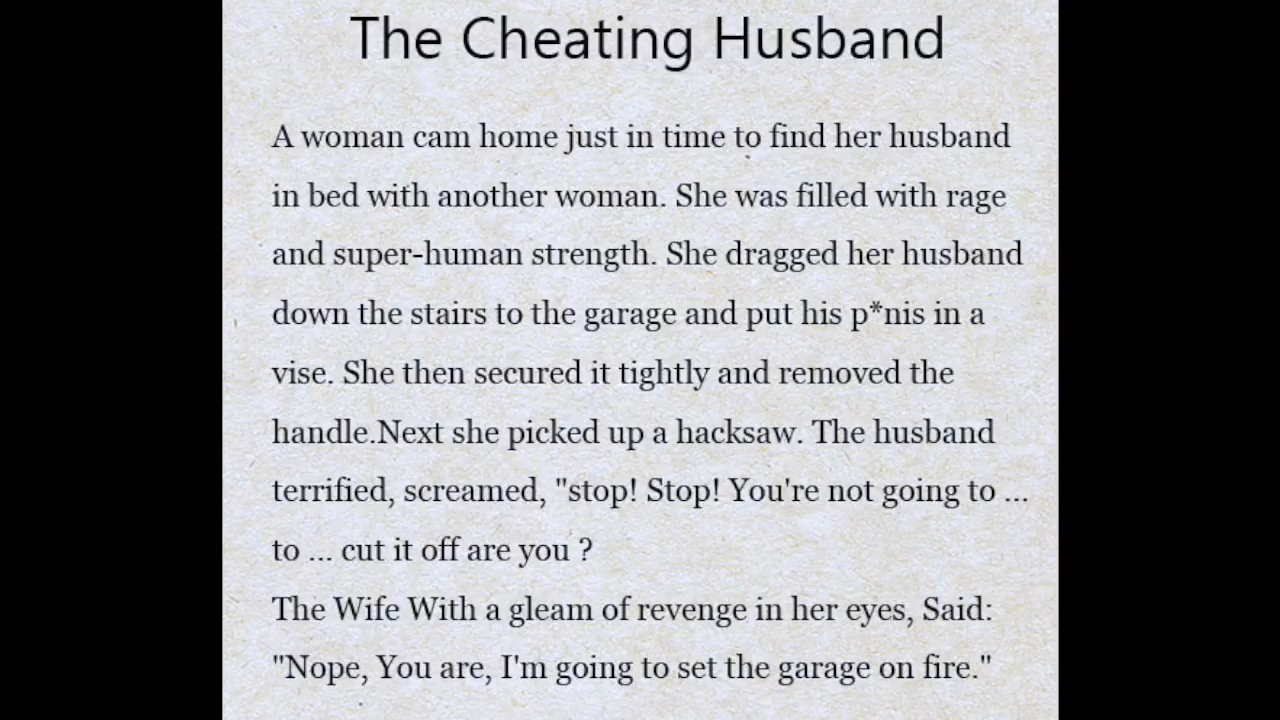 The Cheating Husband
A woman cam home just in time to find her husband
in bed with another woman. She was filled with rage
and super-human strength. She dragged her husband
down the stairs to the garage and put his p*nis in a
vise. She then secured it tightly and removed the
handle.Next she picked up a hacksaw. The husband
terrified, screamed, "stop! Stop! You're not going to ...
to ... cut it off are you ?
The Wife With a gleam of revenge in her eyes, Said:
"Nope, You are, I'm going to set the garage on fire."